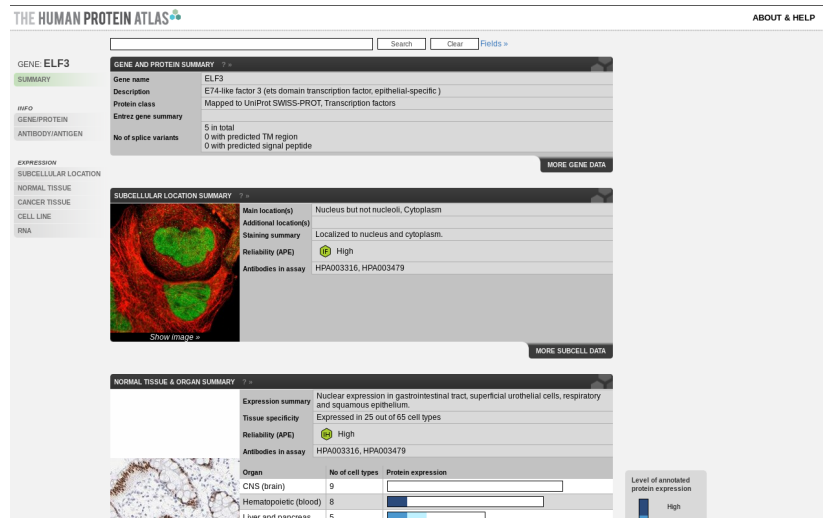 THE HUMAN PROTEIN ATLAS
ABOUT & HELP
Search Clear Fields »
GENE: ELF3
SUMMARY
INFO
GENE/PROTEIN
ANTIBODY/ANTIGEN
EXPRESSION
SUBCELLULAR LOCATION
NORMAL TISSUE
CANCER TISSUE
CELL LINE
RNA
GENE AND PROTEIN SUMMARY ? »
Gene name ELF3
Description E74-like factor 3 (ets domain transcription factor, epithelial-specific )
Protein class Mapped to UniProt SWISS-PROT, Transcription factors
Entrez gene summary
No of splice variants 5 in total
0 with predicted TM region
0 with predicted signal peptide
MORE GENE DATA
SUBCELLULAR LOCATION SUMMARY ? »
Main location(s) Nucleus but not nucleoli, Cytoplasm
Additional location(s)
Staining summary Localized to nucleus and cytoplasm.
Reliability (APE) IF High
Antibodies in assay HPA003316, HPA003479
Show image »
MORE SUBCELL DATA
NORMAL TISSUE & ORGAN SUMMARY ? »
Expression summary Nuclear expression in gastrointestinal tract, superficial urothelial cells, respiratory
and squamous epithelium.
Tissue specificity Expressed in 25 out of 65 cell types
Reliability (APE) IH High
Antibodies in assay HPA003316, HPA003479
Organ No of cell types Protein expression
CNS (brain) 9
Hematopoietic (blood) 8
Liver and pancreas 5
Level of annotated
protein expression
High